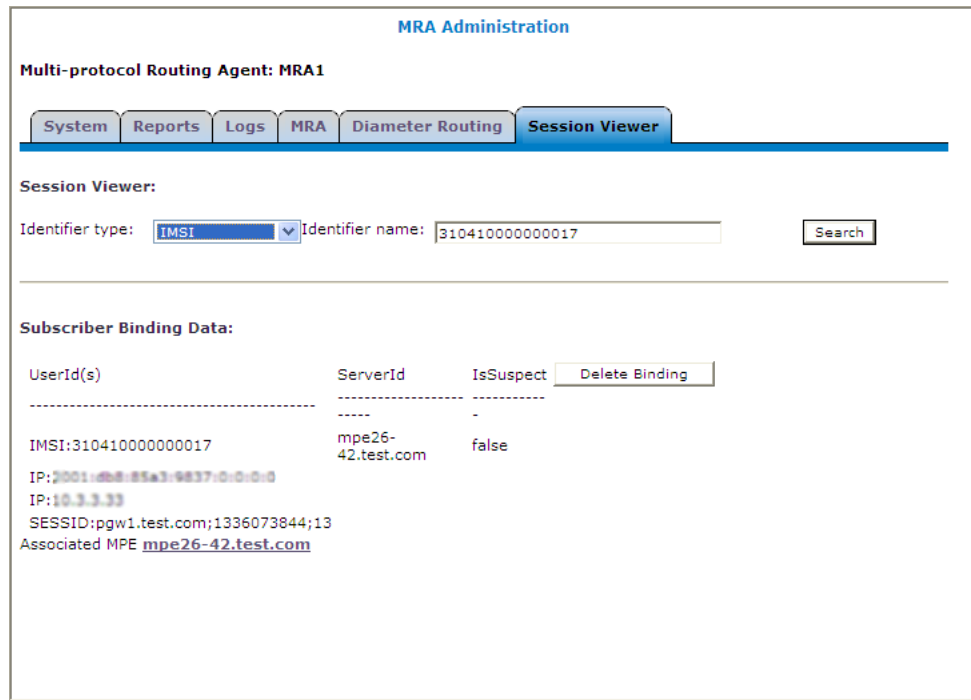 MRA Administration
Multi-protocol Routing Agent: MRA1
System Reports Logs MRA Diameter Routing Session Viewer
Session Viewer:
Identifier type: IMSI Identifier name: 310410000000017 Search
Subscriber Binding Data:
UserId(s) ServerId IsSuspect Delete Binding
------------------------------------------- ------------------- -----------
----- -
IMSI:310410000000017 mpe26-42.test.com false
IP:
IP:
SESSID:pgw1.test.com;1336073844;13
Associated MPE mpe26-42.test.com